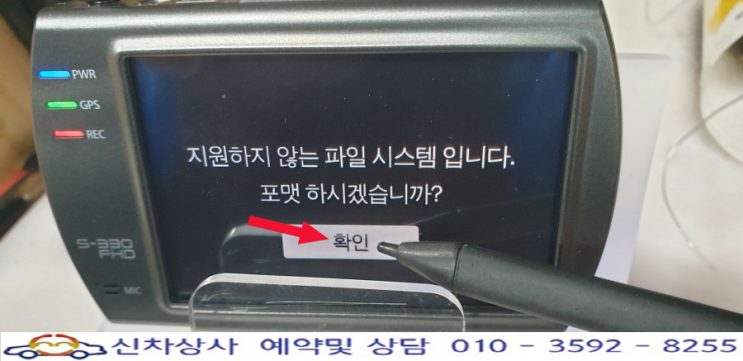 PWR
GPS
REC
지원하지 않는 파일 시스템 입니다.
포맷 하시겠습니까?
확인
S-330
FHD
MIC
신차상사 예약및 상담 010 - 3592 - 8255